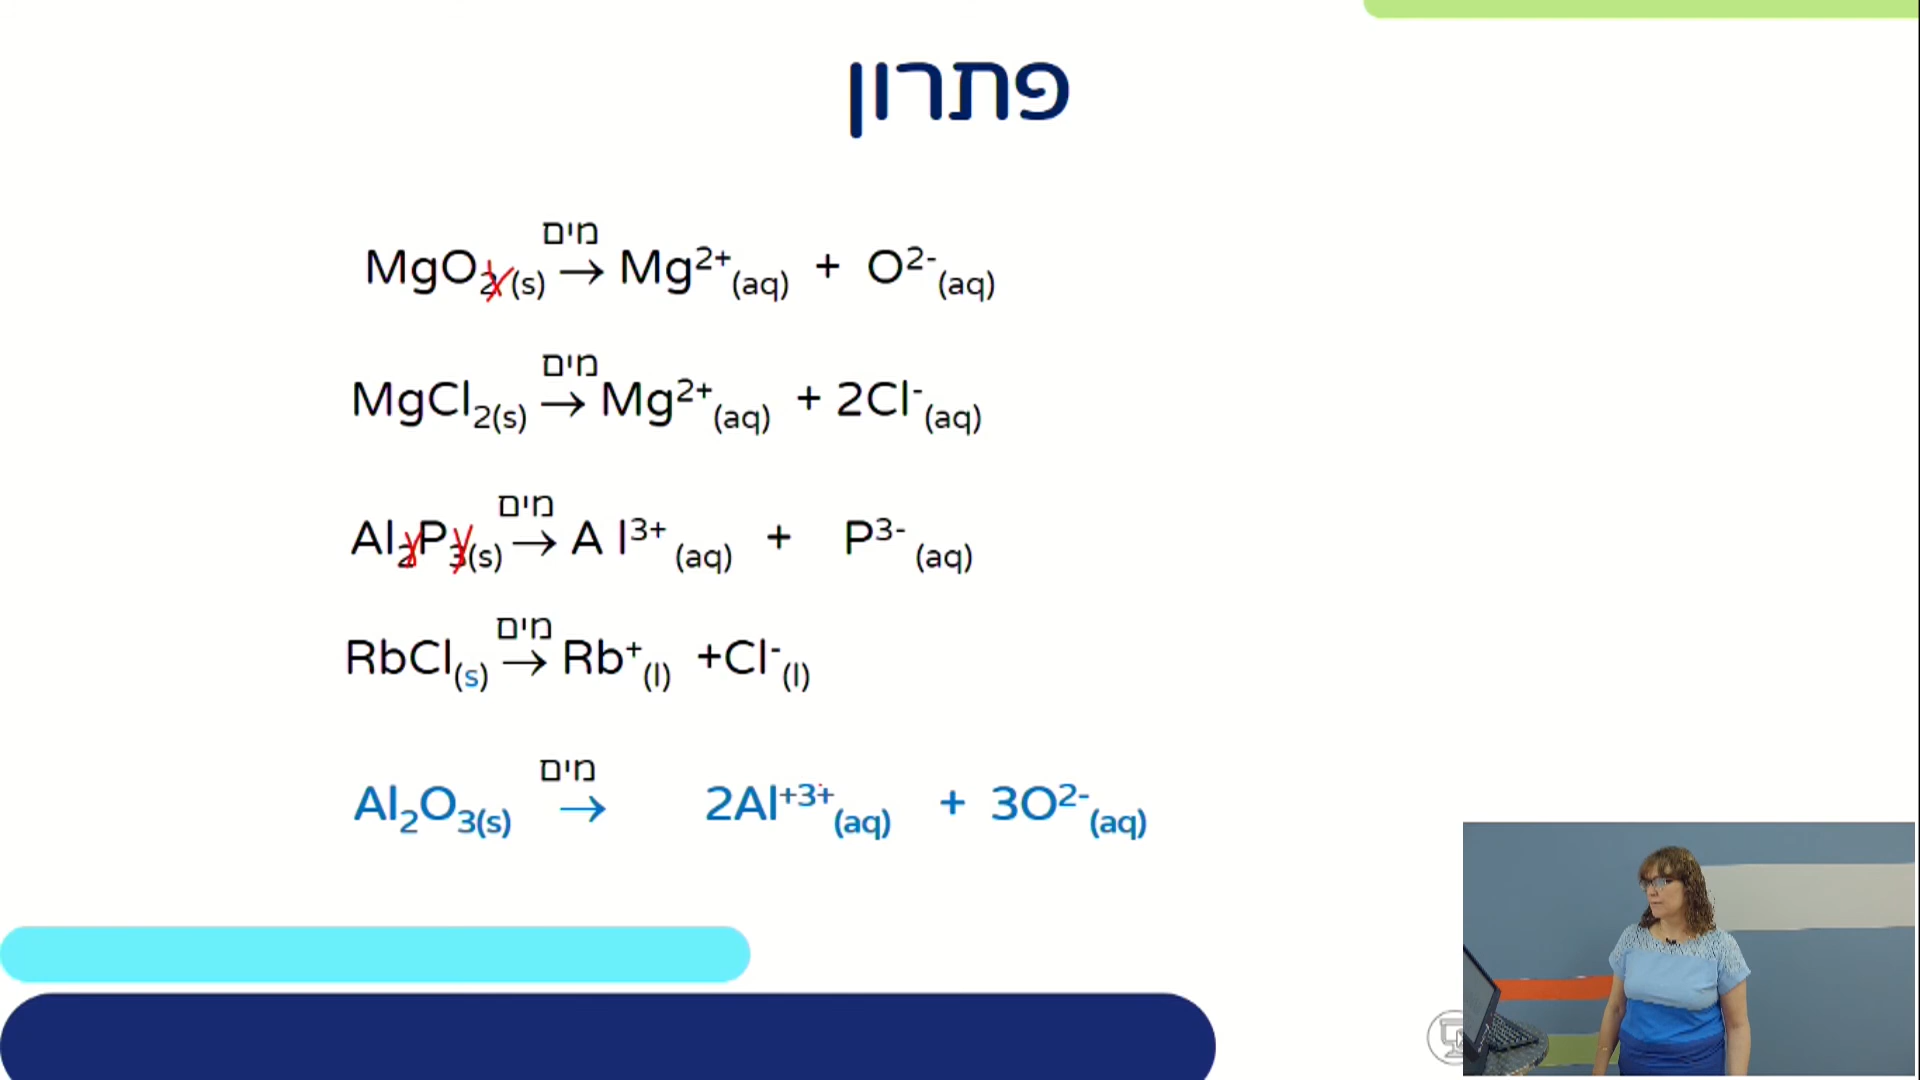 פתרון
מים
MgO₂(s) → Mg²⁺(aq) + O²⁻(aq)
מים
MgCl₂(s) → Mg²⁺(aq) + 2Cl⁻(aq)
מים
Al₂P₃(s) → A l³⁺ (aq) + P³⁻ (aq)
מים
RbCl(s) → Rb⁺(l) +Cl⁻(l)
מים
Al₂O₃(s) → 2Al⁺³⁺(aq) + 3O²⁻(aq)